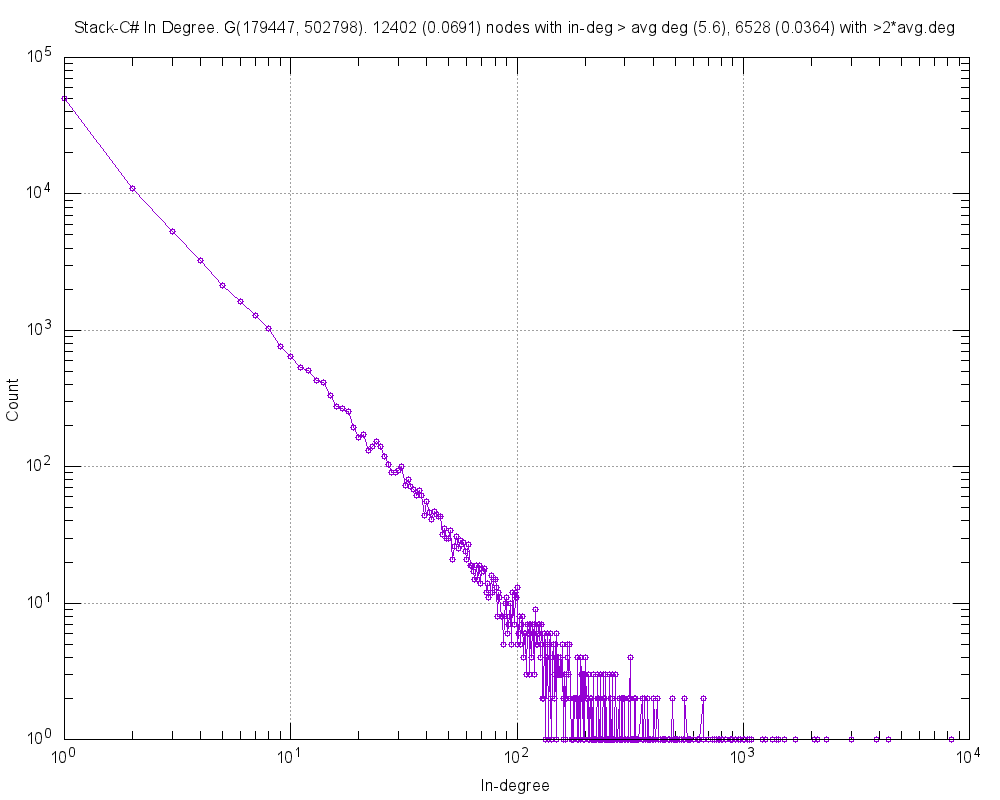 Stack-C# In Degree. G(179447, 502798). 12402 (0.0691) nodes with in-deg > avg deg (5.6), 6528 (0.0364) with >2*avg.deg
10^5
10^4
10^3
10^2
10^1
10^0
Count
10^0 10^1 10^2 10^3 10^4
In-degree